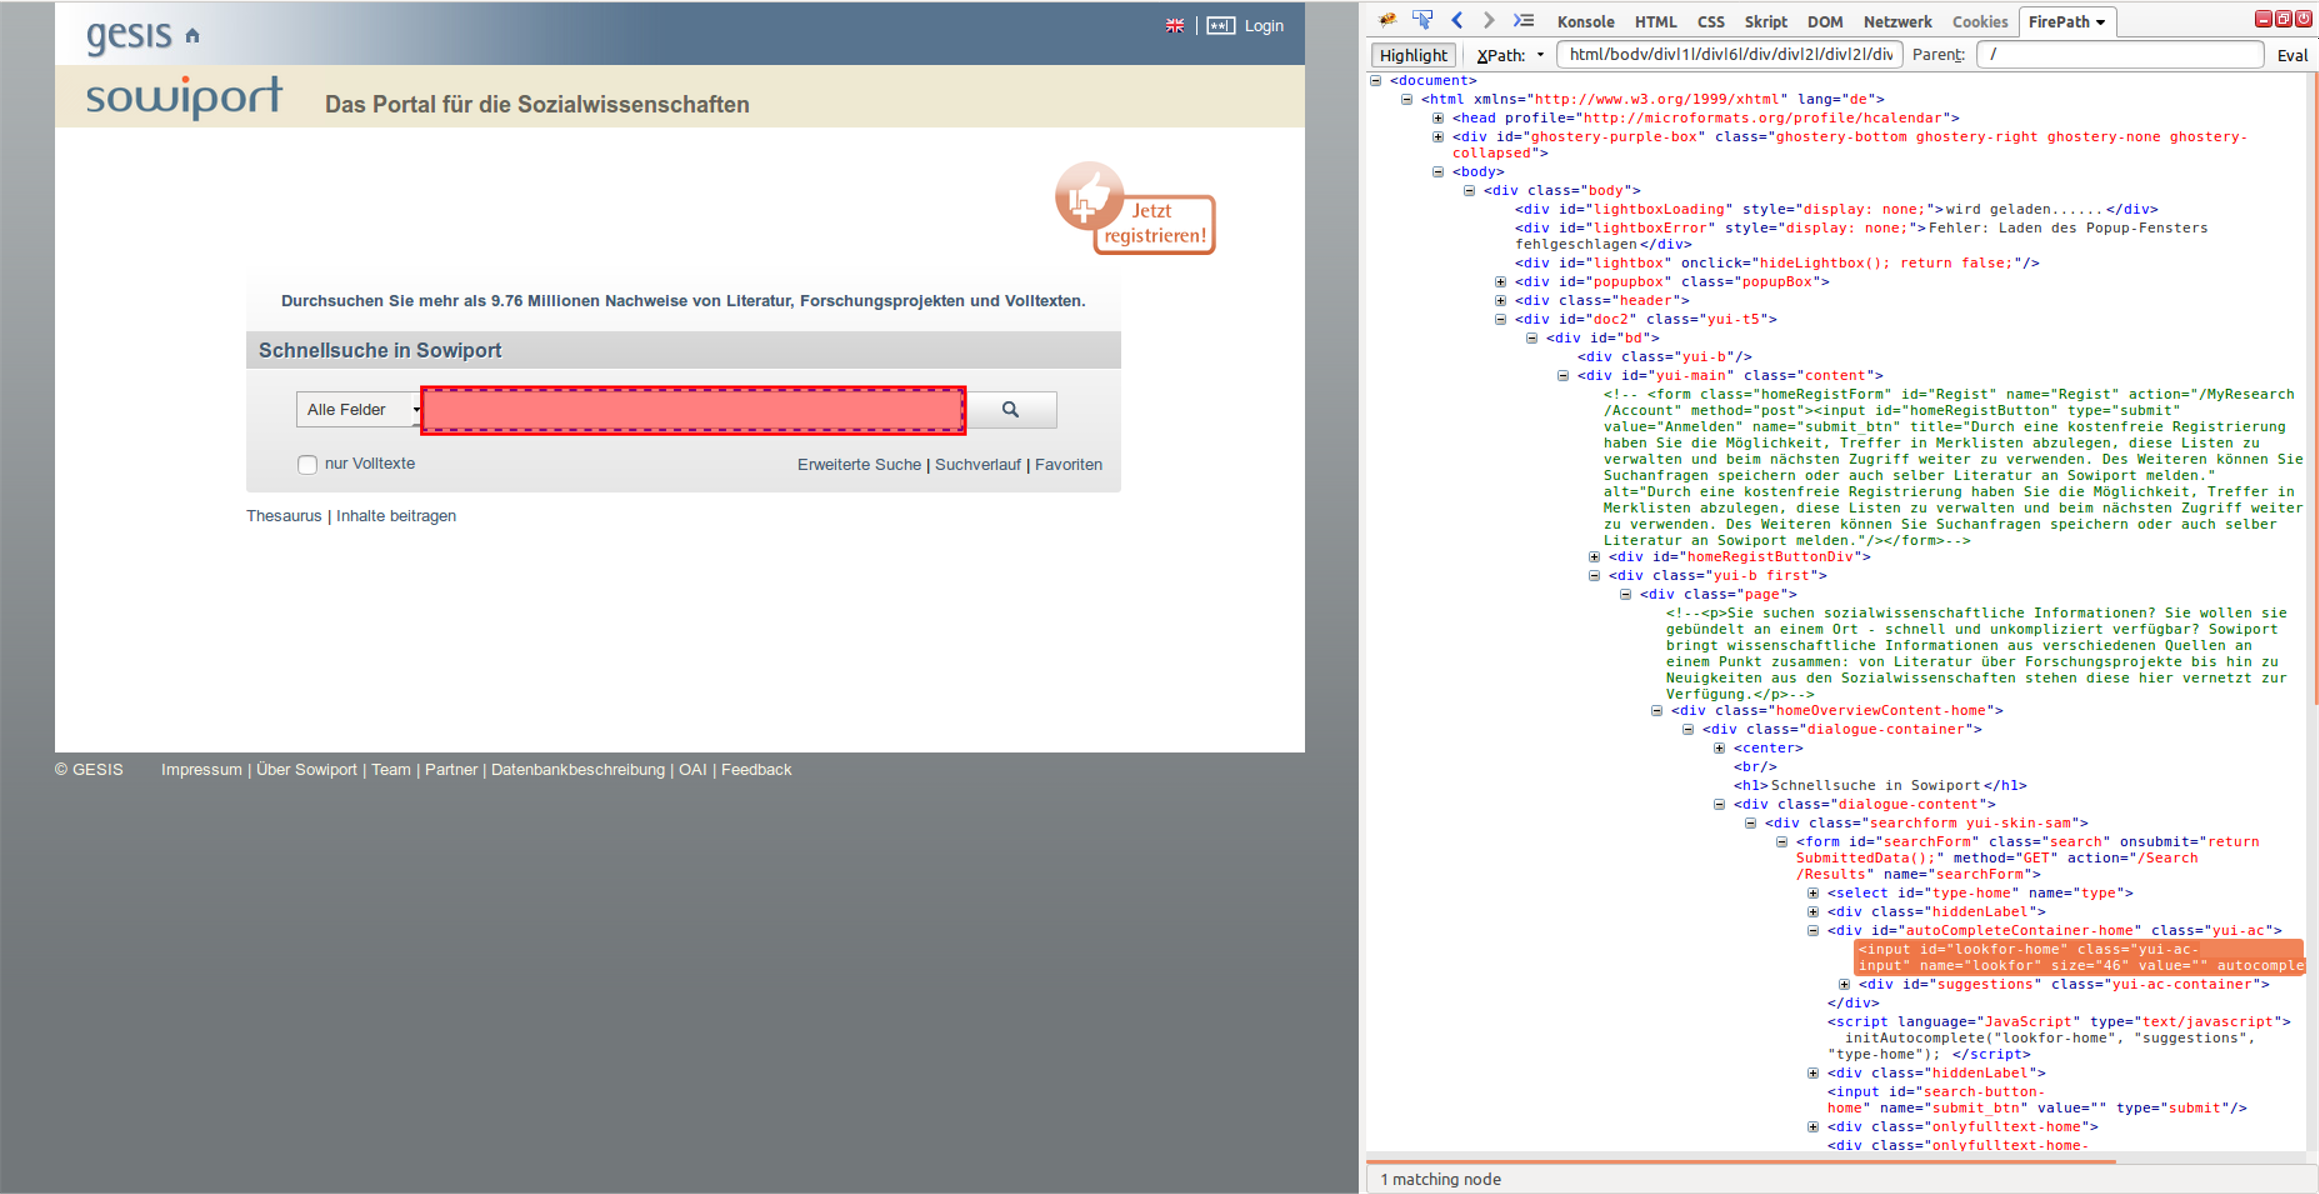 gesis
Login
sowiport
Das Portal für die Sozialwissenschaften
Jetzt
registrieren!
Durchsuchen Sie mehr als 9.76 Millionen Nachweise von Literatur, Forschungsprojekten und Volltexten.
Schnellsuche in Sowiport
Alle Felder
nur Volltexte
Erweiterte Suche | Suchverlauf | Favoriten
Thesaurus | Inhalte beitragen
© GESIS Impressum | Über Sowiport | Team | Partner | Datenbankbeschreibung | OAI | Feedback
Konsole HTML CSS Skript DOM Netzwerk Cookies FirePath
Highlight XPath: html/body/div[1]/div[6]/div/div[2]/div[2]/div Parent: / Eval
<document>
<html xmlns="http://www.w3.org/1999/xhtml" lang="de">
<head profile="http://microformats.org/profile/hcalendar">
<div id="ghostery-purple-box" class="ghostery-bottom ghostery-right ghostery-none ghostery-
collapsed">
<body>
<div class="body">
<div id="lightboxLoading" style="display: none;">wird geladen......</div>
<div id="lightboxError" style="display: none;">Fehler: Laden des Popup-Fensters
fehlgeschlagen</div>
<div id="lightbox" onclick="hideLightbox(); return false;"/>
<div id="popupbox" class="popupBox">
<div class="header">
<div id="doc2" class="yui-t5">
<div id="bd">
<div class="yui-b"/>
<div id="yui-main" class="content">
<!-- <form class="homeRegistForm" id="Regist" name="Regist" action="/MyResearch
/Account" method="post"><input id="homeRegistButton" type="submit"
value="Anmelden" name="submit_btn" title="Durch eine kostenfreie Registrierung
haben Sie die Möglichkeit, Treffer in Merklisten abzulegen, diese Listen zu
verwalten und beim nächsten Zugriff weiter zu verwenden. Des Weiteren können Sie
Suchanfragen speichern oder auch selber Literatur an Sowiport melden."
alt="Durch eine kostenfreie Registrierung haben Sie die Möglichkeit, Treffer in
Merklisten abzulegen, diese Listen zu verwalten und beim nächsten Zugriff weiter
zu verwenden. Des Weiteren können Sie Suchanfragen speichern oder auch selber
Literatur an Sowiport melden."/></form>-->
<div id="homeRegistButtonDiv">
<div class="yui-b first">
<div class="page">
<!--<p>Sie suchen sozialwissenschaftliche Informationen? Sie wollen sie
gebündelt an einem Ort - schnell und unkompliziert verfügbar? Sowiport
bringt wissenschaftliche Informationen aus verschiedenen Quellen an
einem Punkt zusammen: von Literatur über Forschungsprojekte bis hin zu
Neuigkeiten aus den Sozialwissenschaften stehen diese hier vernetzt zur
Verfügung.</p>-->
<div class="homeOverviewContent-home">
<div class="dialogue-container">
<center>
<br/>
<h1>Schnellsuche in Sowiport</h1>
<div class="dialogue-content">
<div class="searchform yui-skin-sam">
<form id="searchForm" class="search" onsubmit="return
SubmittedData();" method="GET" action="/Search
/Results" name="searchForm">
<select id="type-home" name="type">
<div class="hiddenLabel">
<div id="autoCompleteContainer-home" class="yui-ac">
<input id="lookfor-home" class="yui-ac-
input" name="lookfor" size="46" value="" autocomple
<div id="suggestions" class="yui-ac-container">
</div>
<script language="JavaScript" type="text/javascript">
initAutocomplete("lookfor-home", "suggestions",
"type-home"); </script>
<div class="hiddenLabel">
<input id="search-button-
home" name="submit_btn" value="" type="submit"/>
<div class="onlyfulltext-home">
<div class="onlyfulltext-home-
1 matching node